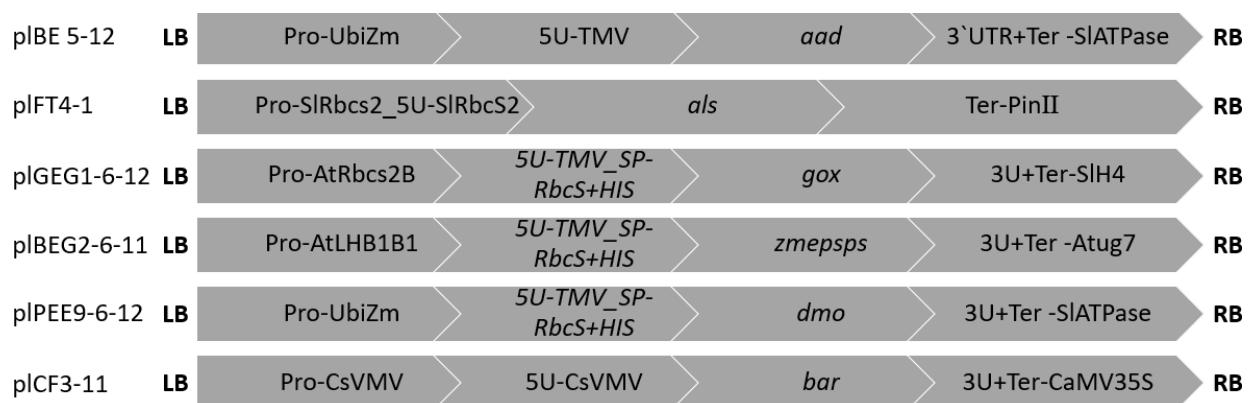 plBE 5-12 LB Pro-UbiZm 5U-TMV aad 3`UTR+Ter -SlATPase RB
plFT4-1 LB Pro-SlRbcs2_5U-SlRbcS2 als Ter-PinII RB
plGEG1-6-12 LB Pro-AtRbcs2B 5U-TMV_SP-
RbcS+HIS gox 3U+Ter-SlH4 RB
plBEG2-6-11 LB Pro-AtLHB1B1 5U-TMV_SP-
RbcS+HIS zmepsps 3U+Ter -Atug7 RB
plPEE9-6-12 LB Pro-UbiZm 5U-TMV_SP-
RbcS+HIS dmo 3U+Ter -SlATPase RB
plCF3-11 LB Pro-CsVMV 5U-CsVMV bar 3U+Ter-CaMV35S RB